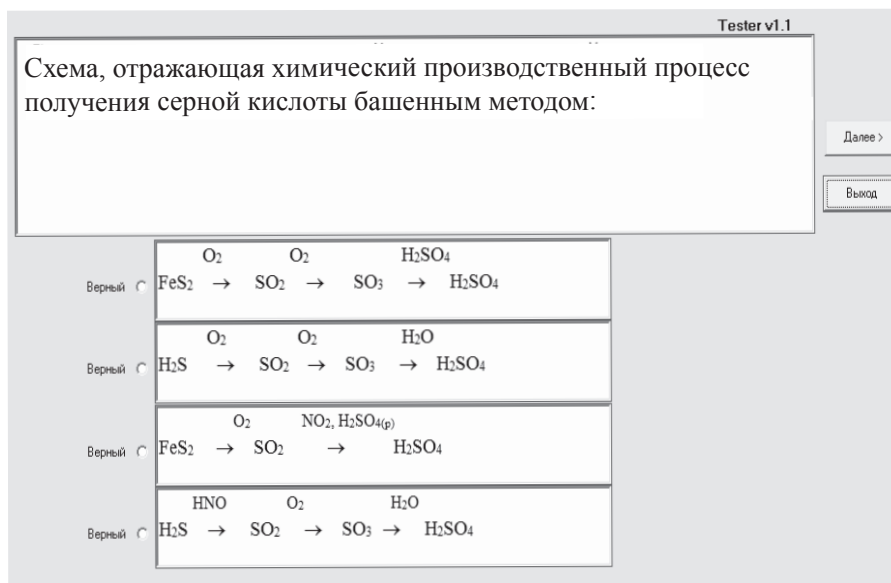 Tester v1.1
Схема, отражающая химический производственный процесс
получения серной кислоты башенным методом:
Далее >
Выход
O₂ O₂ H₂SO₄
Верный FeS₂ → SO₂ → SO₃ → H₂SO₄
O₂ O₂ H₂O
Верный H₂S → SO₂ → SO₃ → H₂SO₄
O₂ NO₂, H₂SO₄₍ₚ₎
Верный FeS₂ → SO₂ → H₂SO₄
HNO O₂ H₂O
Верный H₂S → SO₂ → SO₃ → H₂SO₄